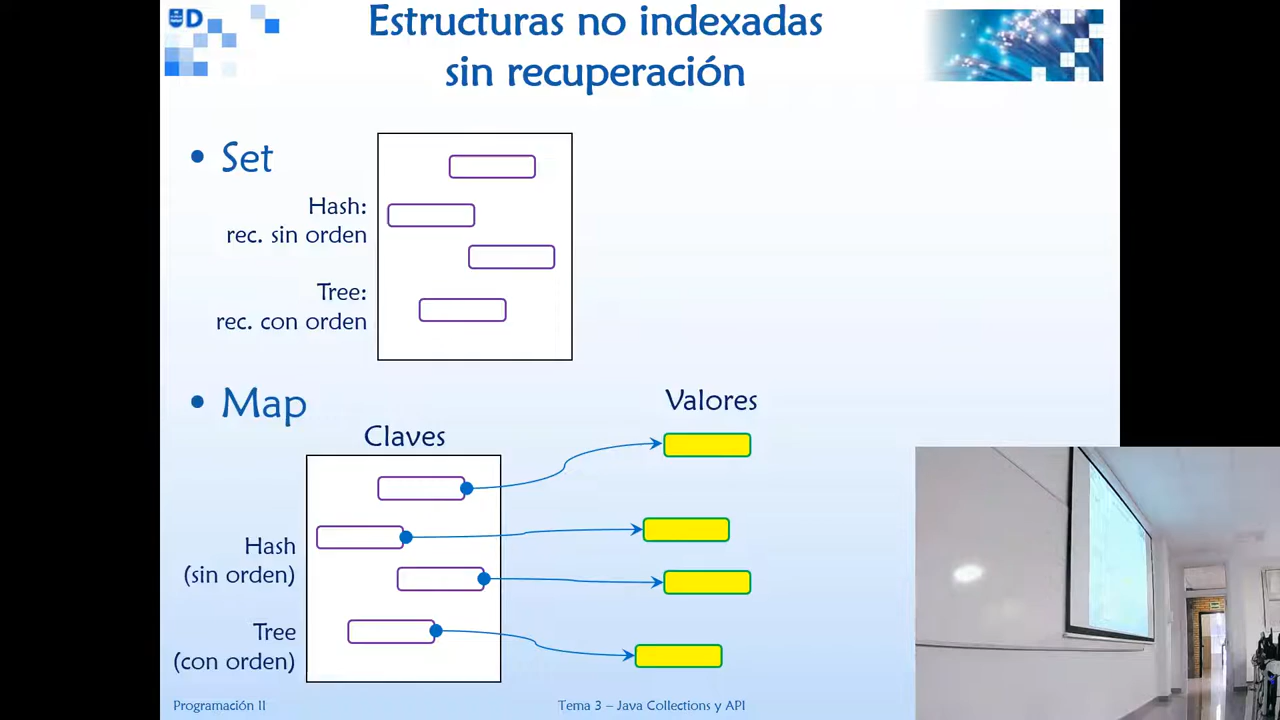 Estructuras no indexadas
sin recuperación
• Set
Hash:
rec. sin orden
Tree:
rec. con orden
• Map
Valores
Claves
Hash
(sin orden)
Tree
(con orden)
Programación II
Tema 3 – Java Collections y API